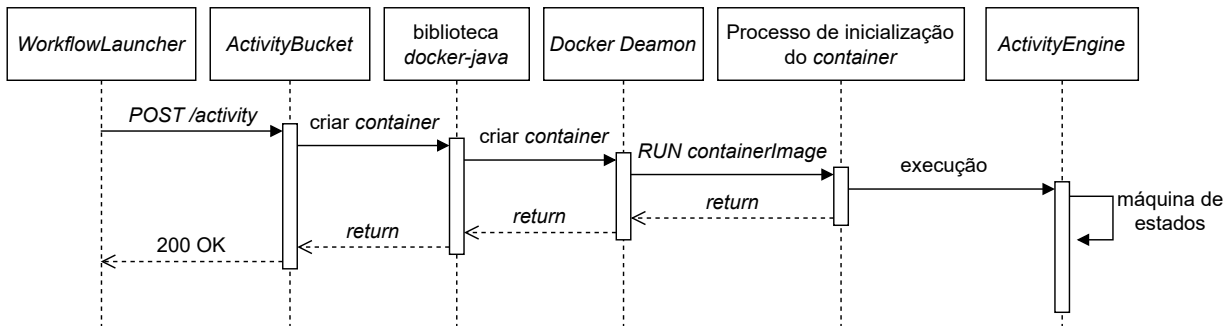 WorkflowLauncher
ActivityBucket
biblioteca
docker-java
Docker Deamon
Processo de inicialização
do container
ActivityEngine
POST /activity
criar container
criar container
RUN containerImage
execução
máquina de
estados
return
return
return
200 OK